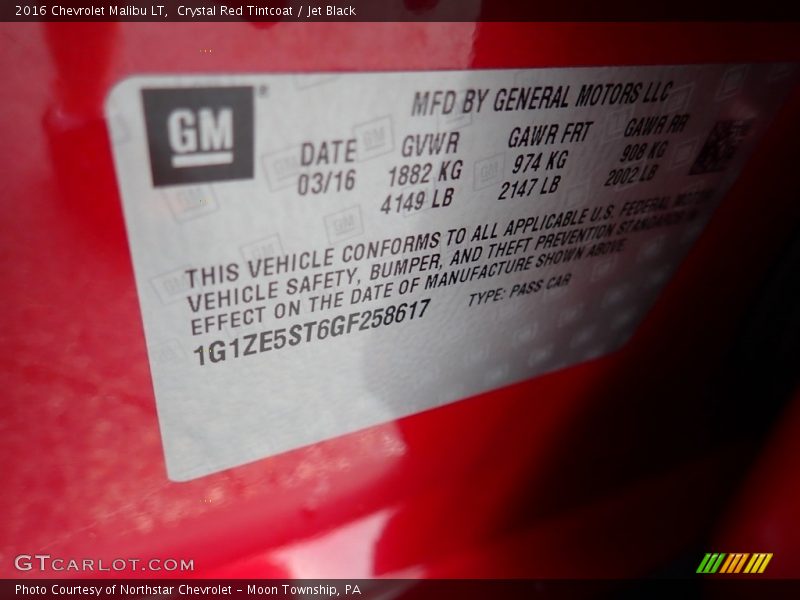 2016 Chevrolet Malibu LT,  Crystal Red Tintcoat / Jet Black
GM
MFD BY GENERAL MOTORS LLC
DATE GVWR GAWR FRT GAWR RR
03/16 1882 KG 974 KG 908 KG
4149 LB 2147 LB 2002 LB
THIS VEHICLE CONFORMS TO ALL APPLICABLE U.S. FEDERAL MOTOR
VEHICLE SAFETY, BUMPER, AND THEFT PREVENTION STANDARDS IN
EFFECT ON THE DATE OF MANUFACTURE SHOWN ABOVE.
1G1ZE5ST6GF258617 TYPE: PASS CAR
GTCARLOT.COM
Photo Courtesy of Northstar Chevrolet - Moon Township, PA